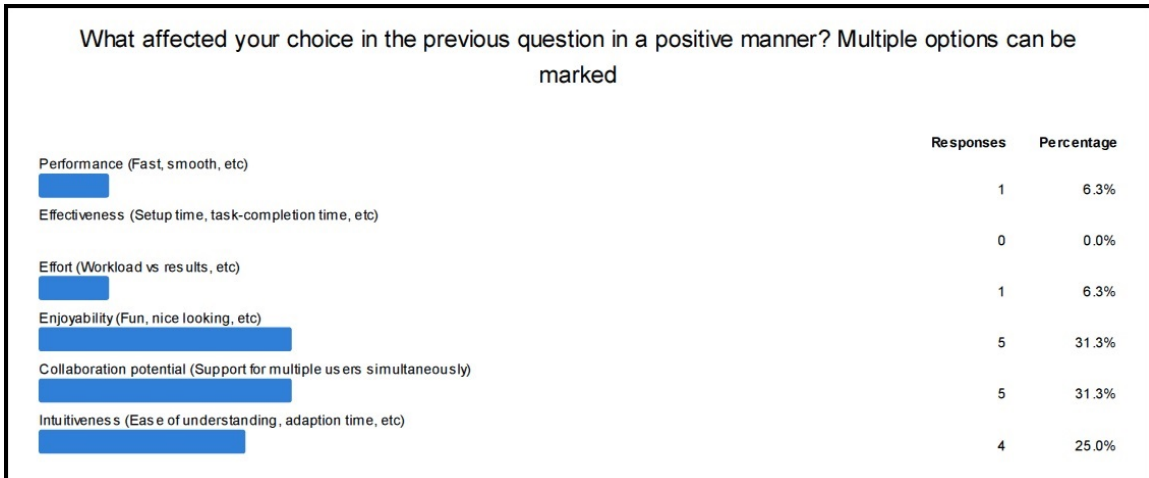 What affected your choice in the previous question in a positive manner? Multiple options can be
marked
Responses Percentage
Performance (Fast, smooth, etc)
1 6.3%
Effectiveness (Setup time, task-completion time, etc)
0 0.0%
Effort (Workload vs results, etc)
1 6.3%
Enjoyability (Fun, nice looking, etc)
5 31.3%
Collaboration potential (Support for multiple users simultaneously)
5 31.3%
Intuitiveness (Ease of understanding, adaption time, etc)
4 25.0%